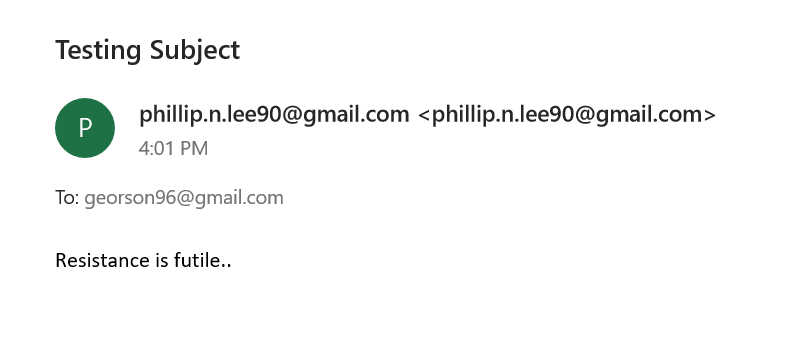 Testing Subject
P
phillip.n.lee90@gmail.com <phillip.n.lee90@gmail.com>
4:01 PM
To: georson96@gmail.com
Resistance is futile..